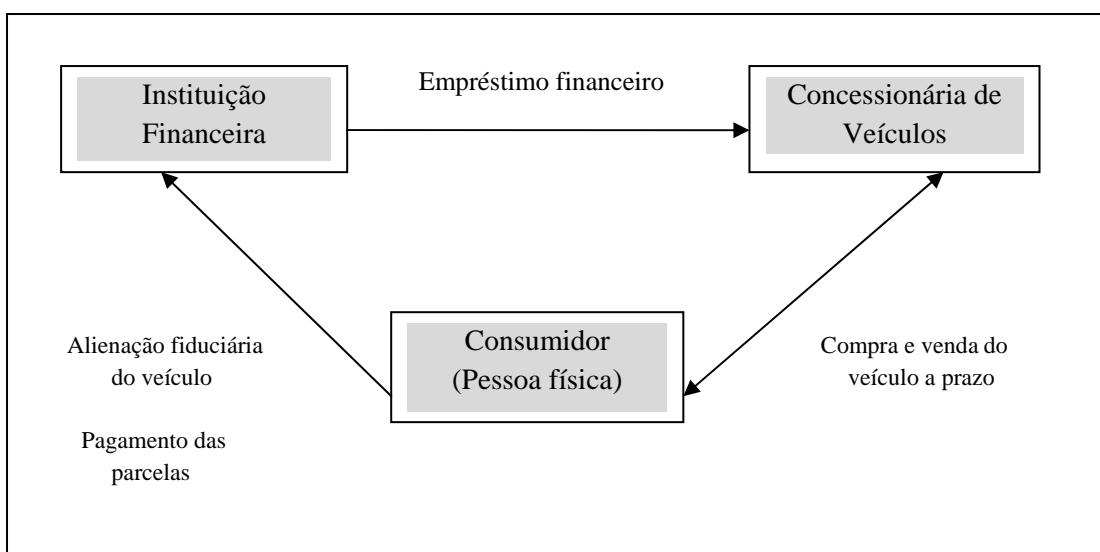 Instituição
Financeira
Empréstimo financeiro
Concessionária de
Veículos
Alienação fiduciária
do veículo
Pagamento das
parcelas
Consumidor
(Pessoa física)
Compra e venda do
veículo a prazo